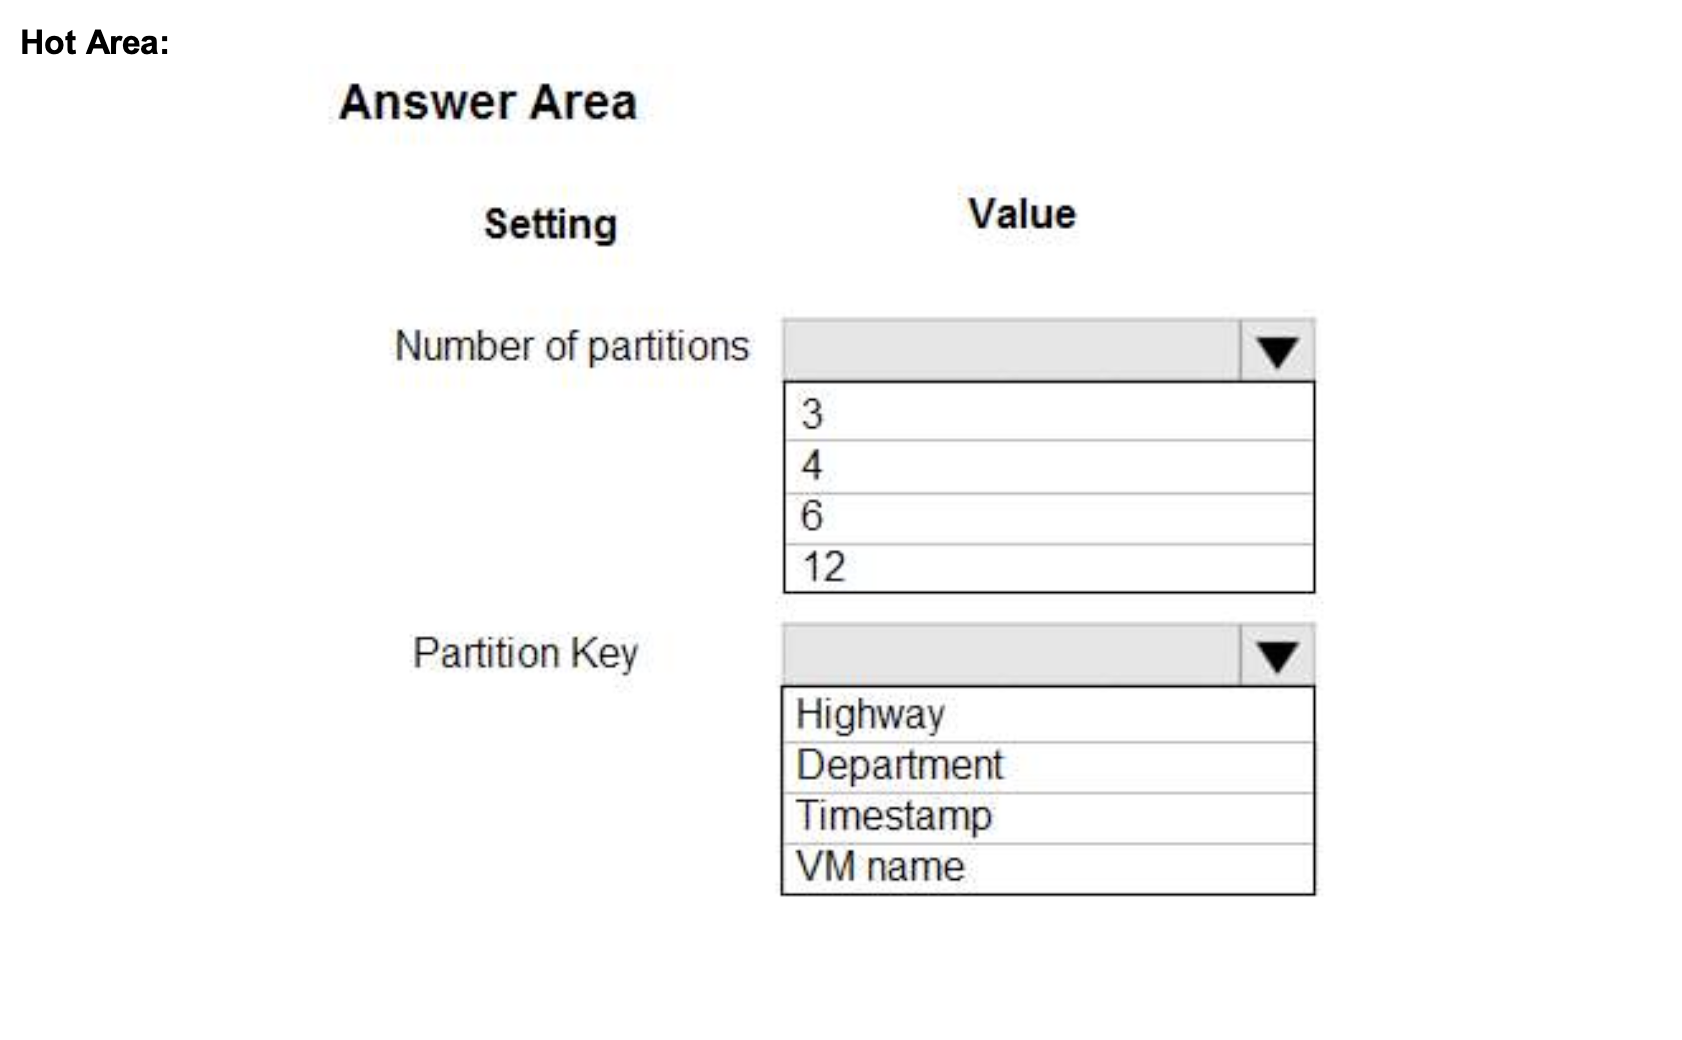 Hot Area:
Answer Area
Setting Value
Number of partitions
3
4
6
12
Partition Key
Highway
Department
Timestamp
VM name